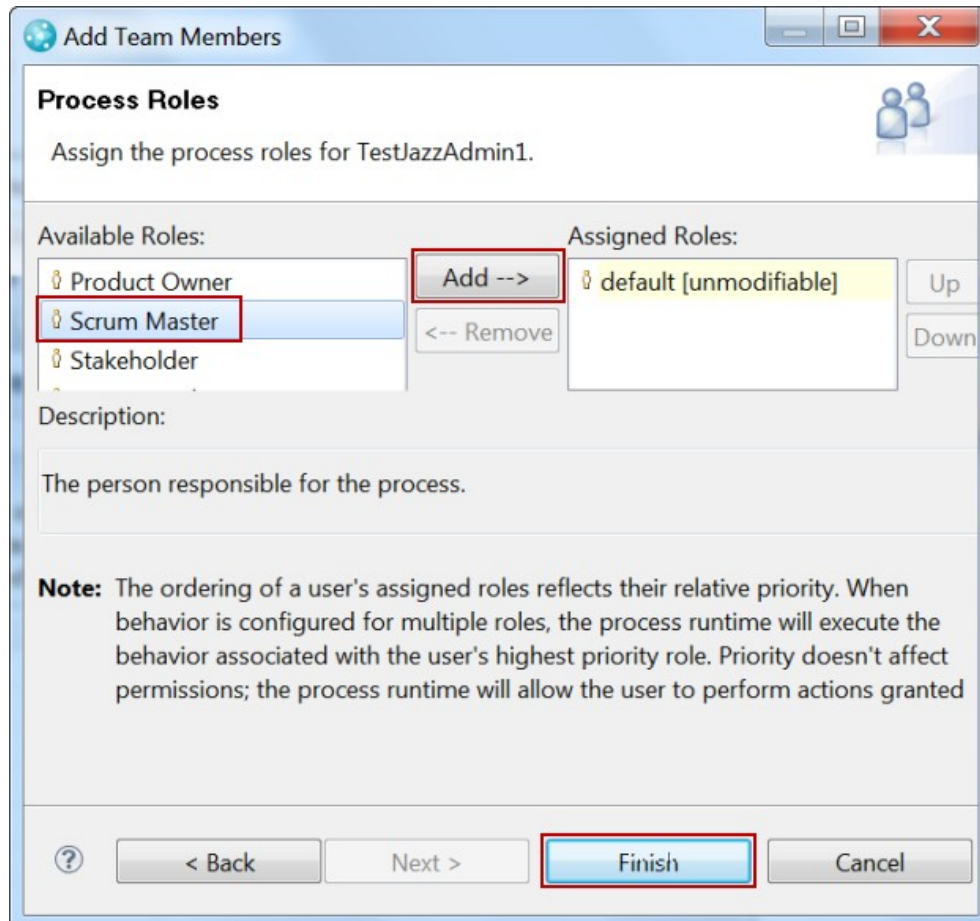 Add Team Members
Process Roles
Assign the process roles for TestJazzAdmin1.
Available Roles:
Assigned Roles:
Product Owner
Scrum Master
Stakeholder
Add -->
<-- Remove
default [unmodifiable]
Up
Down
Description:
The person responsible for the process.
Note: The ordering of a user's assigned roles reflects their relative priority. When
behavior is configured for multiple roles, the process runtime will execute the
behavior associated with the user's highest priority role. Priority doesn't affect
permissions; the process runtime will allow the user to perform actions granted
?
< Back
Next >
Finish
Cancel